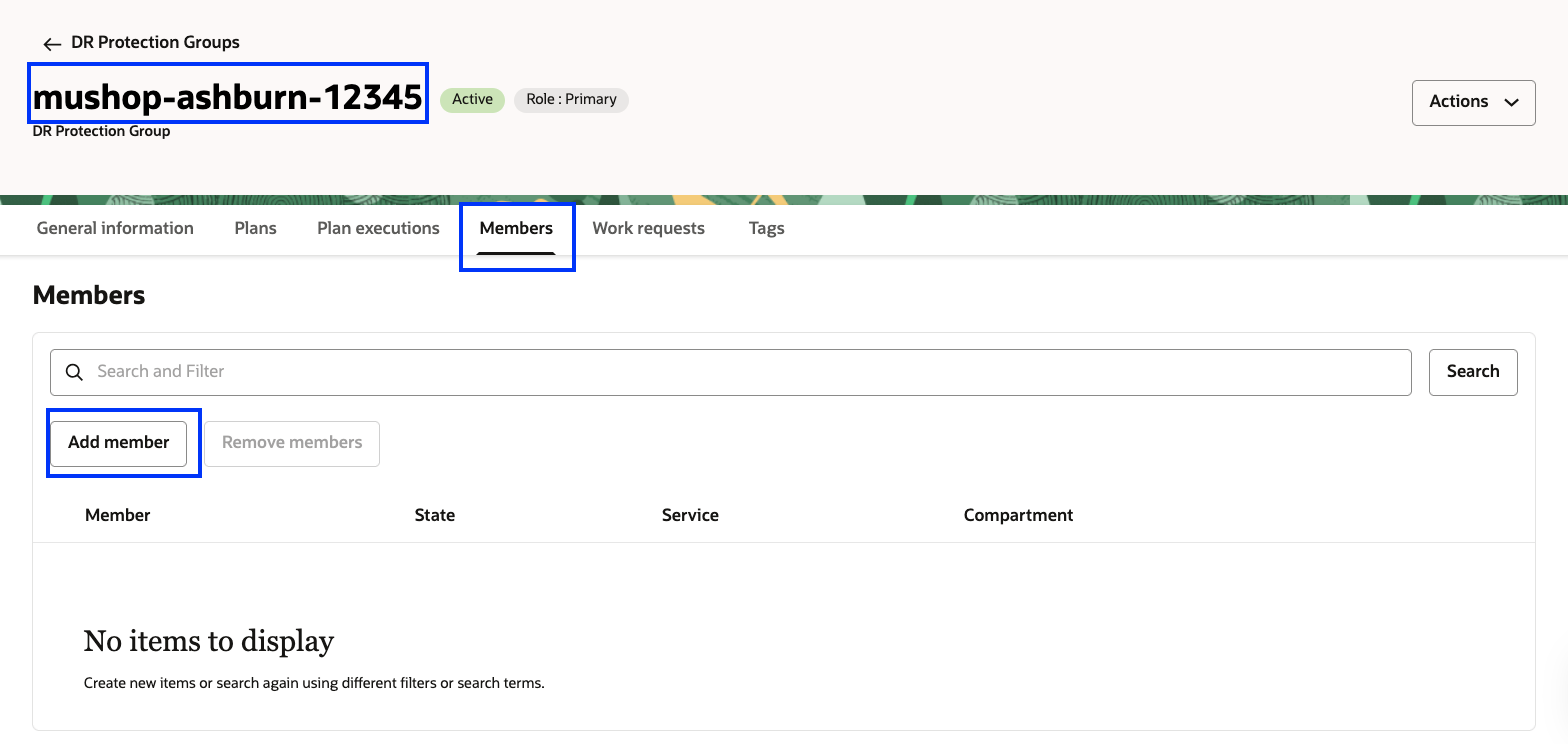 DR Protection Groups
mushop-ashburn-12345 Active Role : Primary
DR Protection Group
Actions
General information Plans Plan executions Members Work requests Tags
Members
Search and Filter Search
Add member Remove members
Member State Service Compartment
No items to display
Create new items or search again using different filters or search terms.